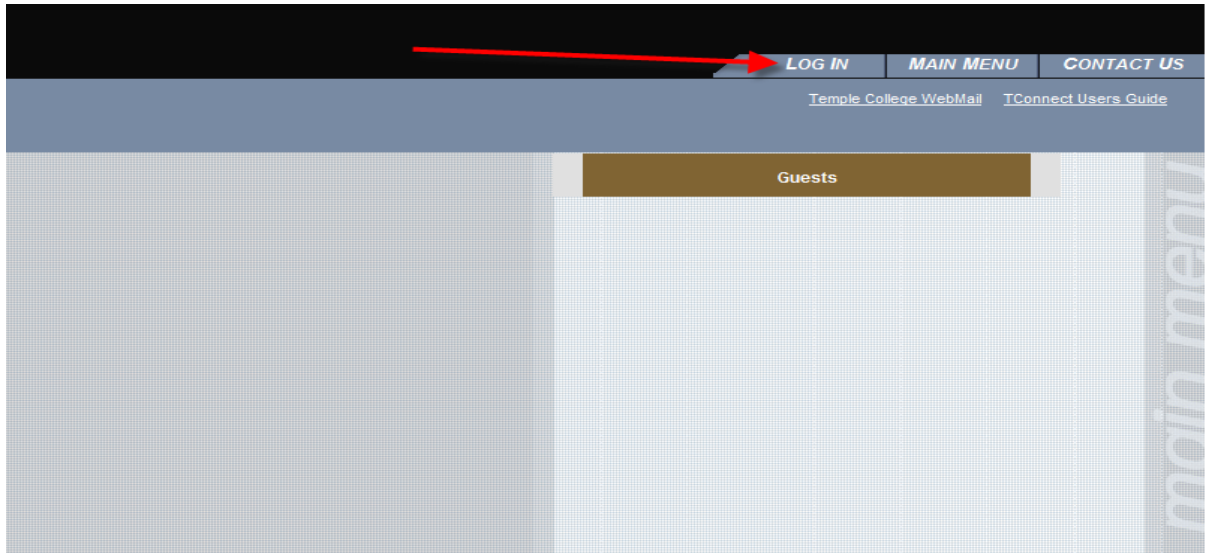 LOG IN MAIN MENU CONTACT US
Temple College WebMail TConnect Users Guide
Guests
main menu